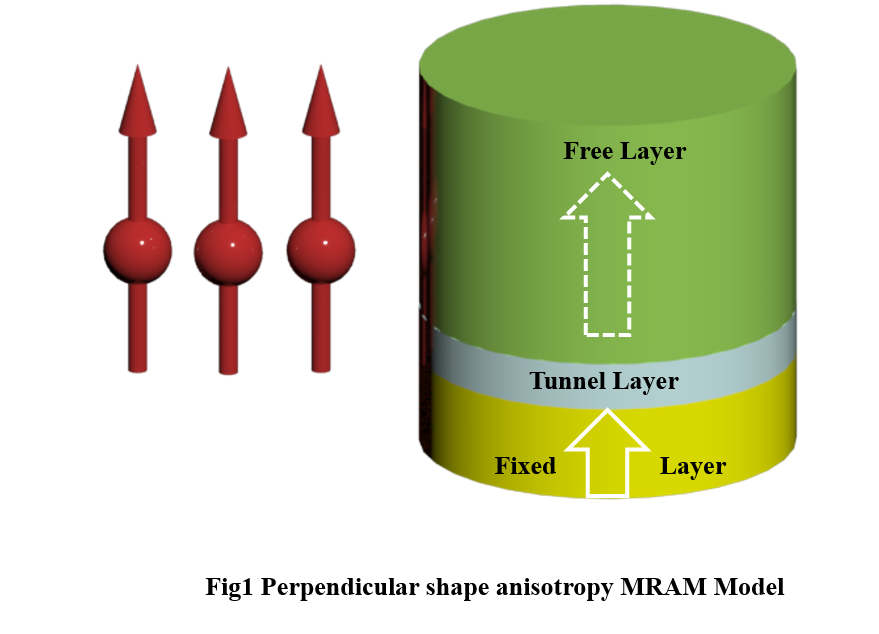 Free Layer
Tunnel Layer
Fixed Layer
Fig1 Perpendicular shape anisotropy MRAM Model